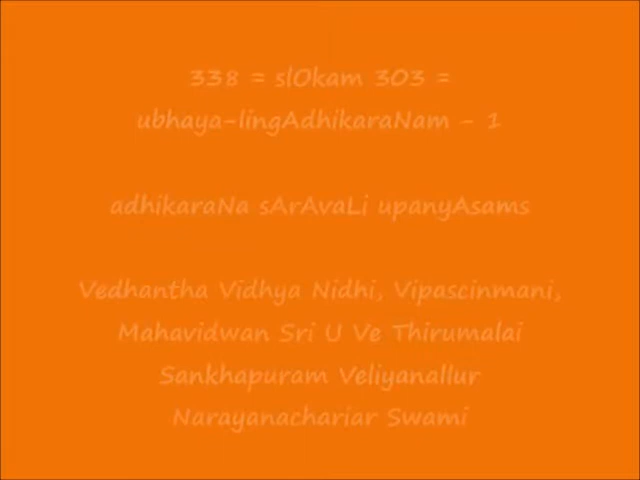 338 = slOkam 303 =
ubhaya-lingAdhikaraNam - 1
adhikaraNa sArAvaLi upanyAsams
Vedhantha Vidhya Nidhi, Vipascinmani,
Mahavidwan Sri U Ve Thirumalai
Sankhapuram Veliyanallur
Narayanachariar Swami